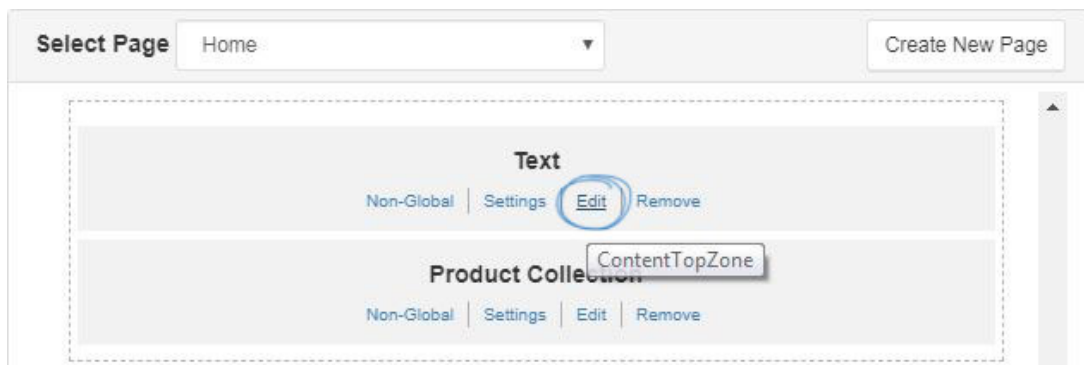 Select Page Home Create New Page
Text
Non-Global Settings Edit Remove
ContentTopZone
Product Collection
Non-Global Settings Edit Remove